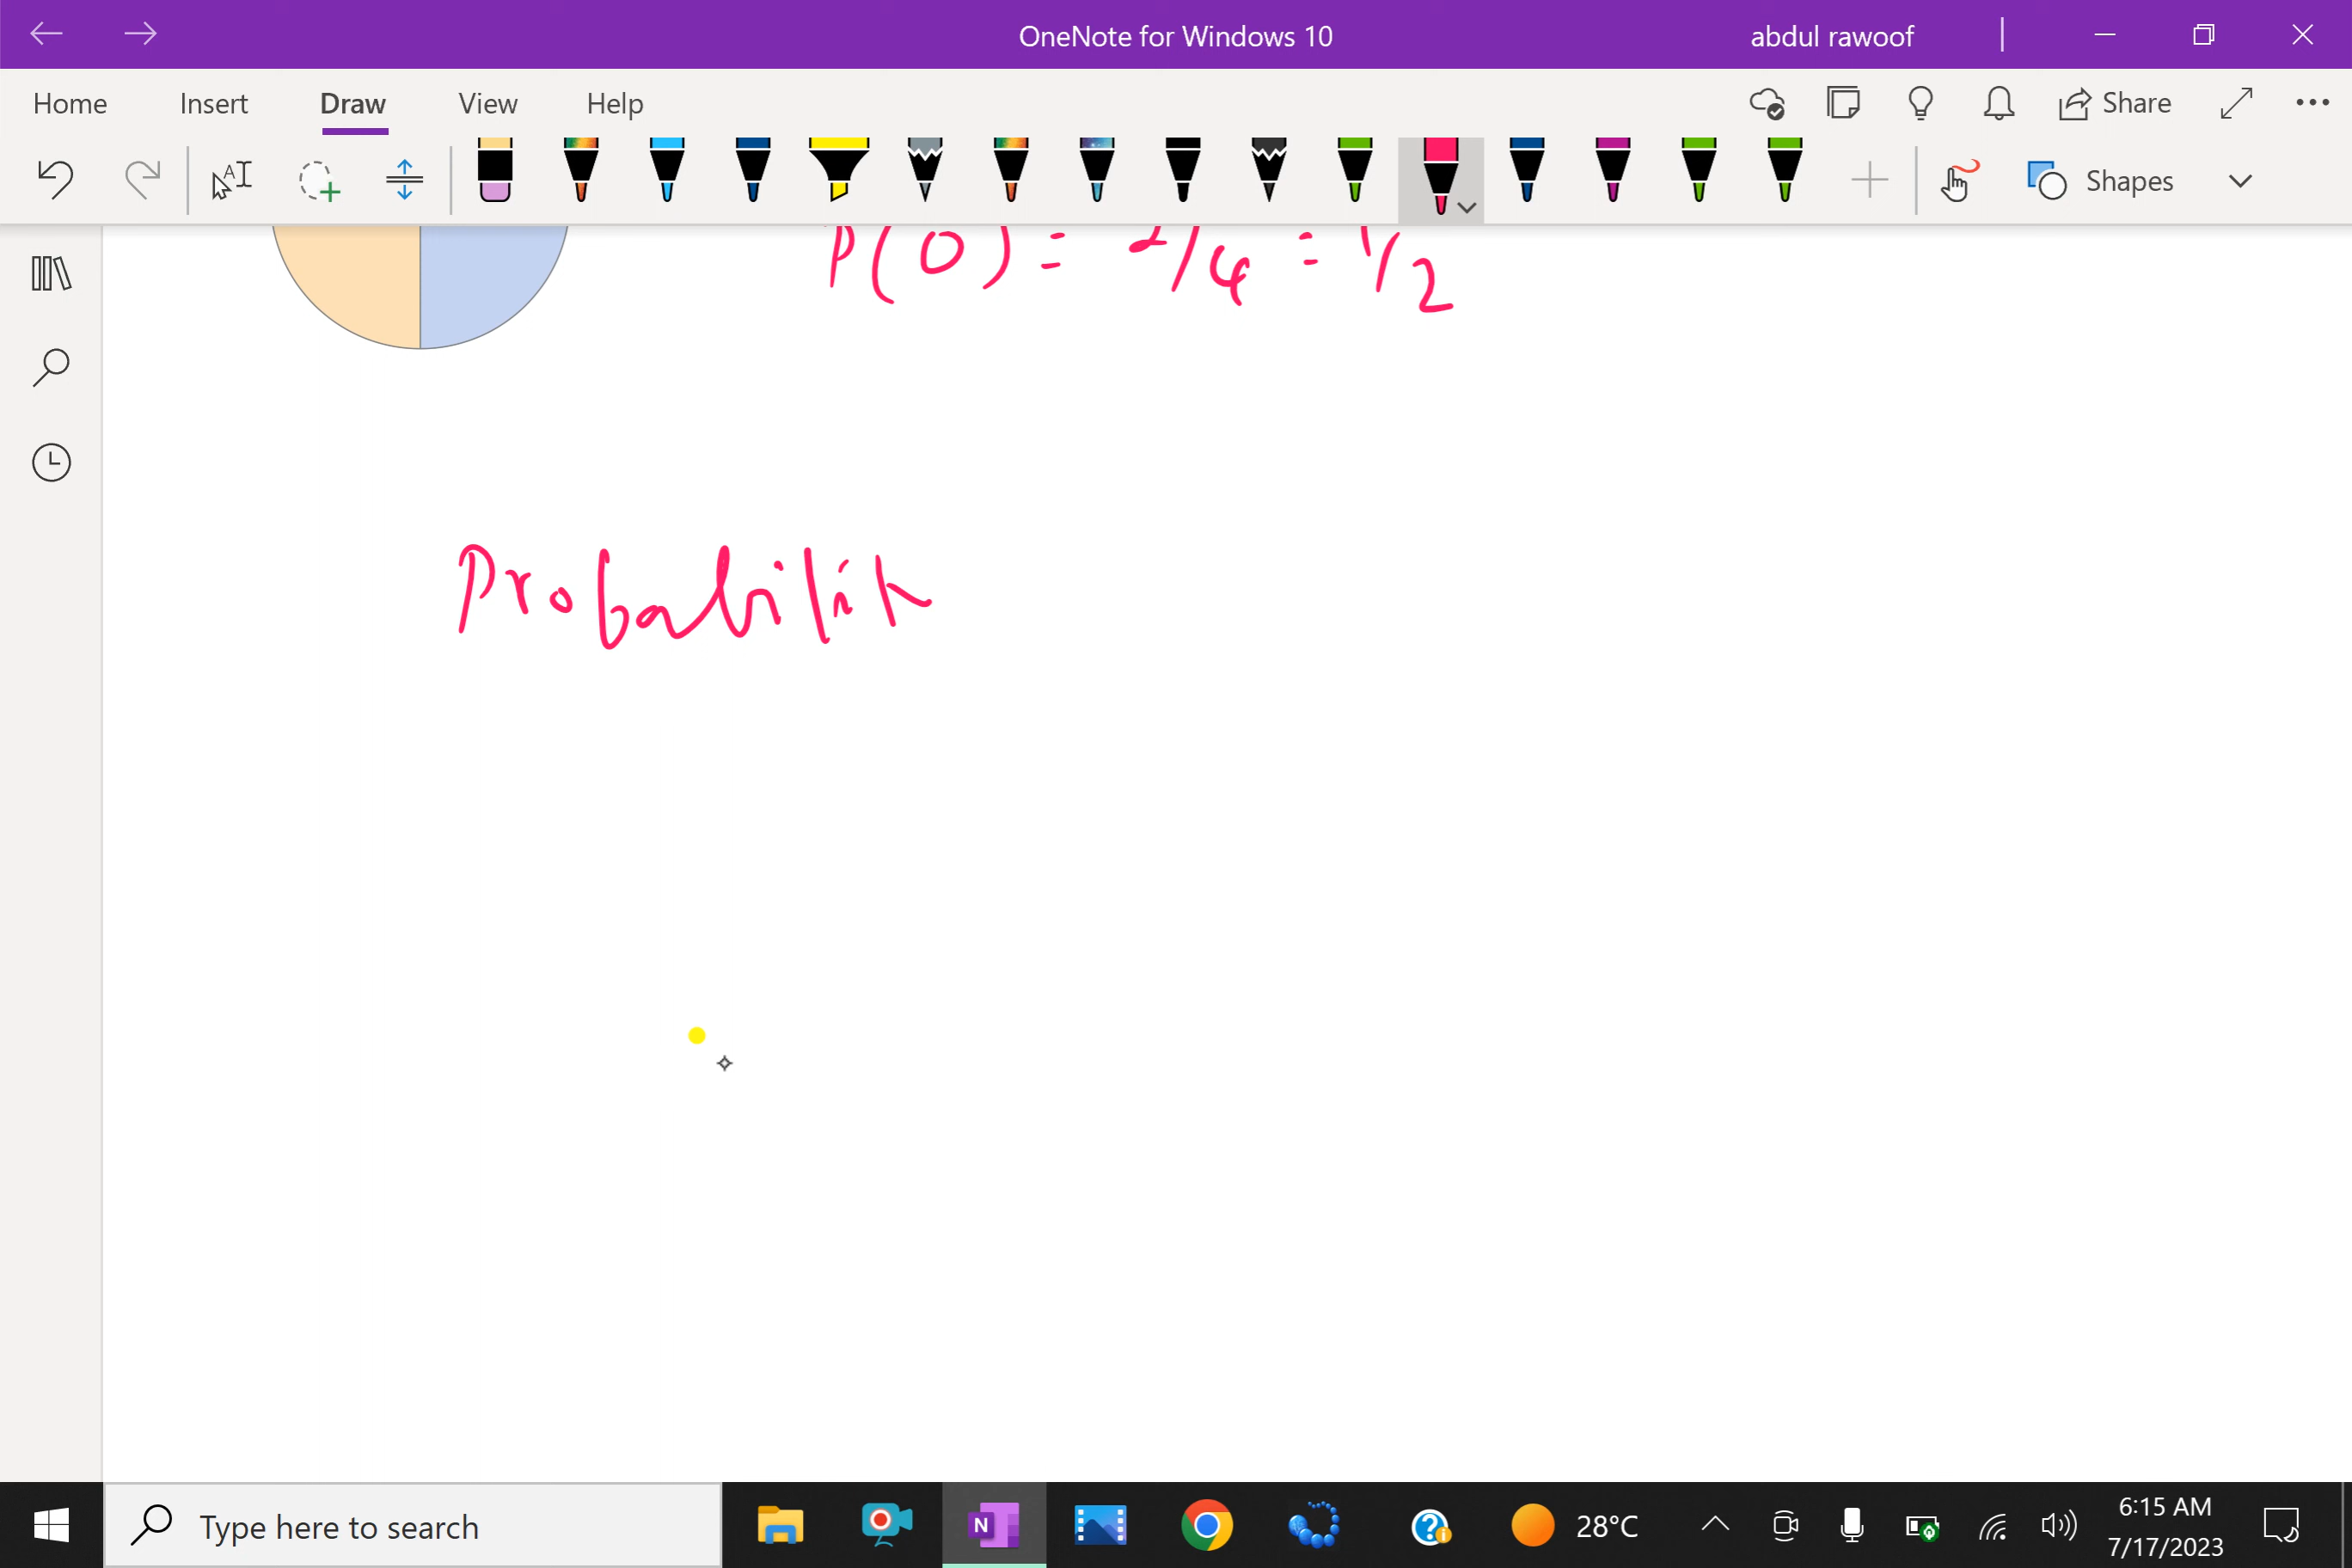 OneNote for Windows 10
abdul rawoof
Home Insert Draw View Help
Share
Shapes
P(0) = 2/4 = 1/2
Probabilit
Type here to search
28°C
6:15 AM
7/17/2023